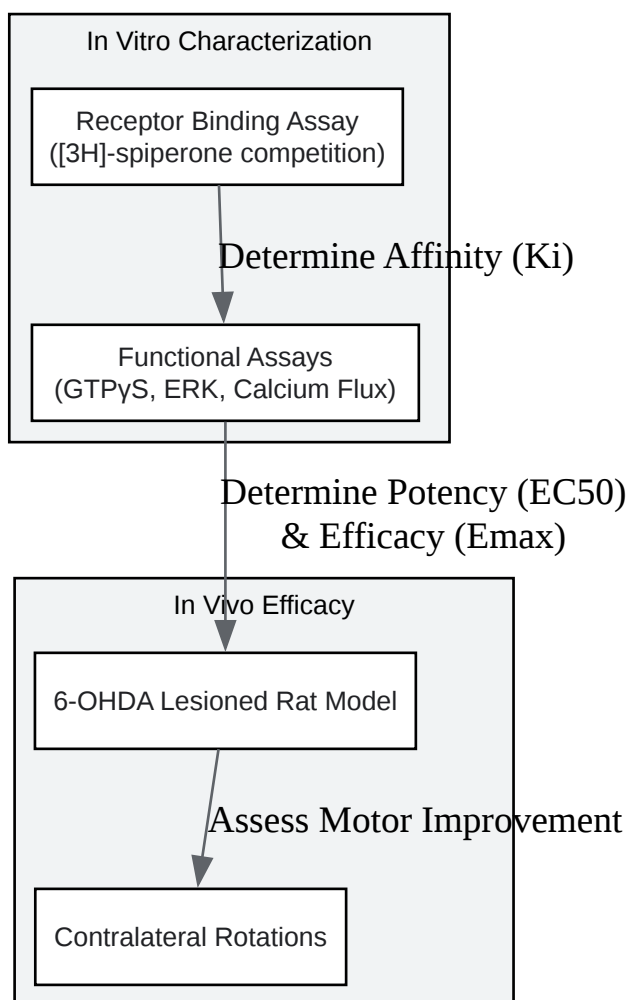 In Vitro Characterization
Receptor Binding Assay
([3H]-spiperone competition)
Determine Affinity (Ki)
Functional Assays
(GTPγS, ERK, Calcium Flux)
Determine Potency (EC50)
& Efficacy (Emax)
In Vivo Efficacy
6-OHDA Lesioned Rat Model
Assess Motor Improvement
Contralateral Rotations